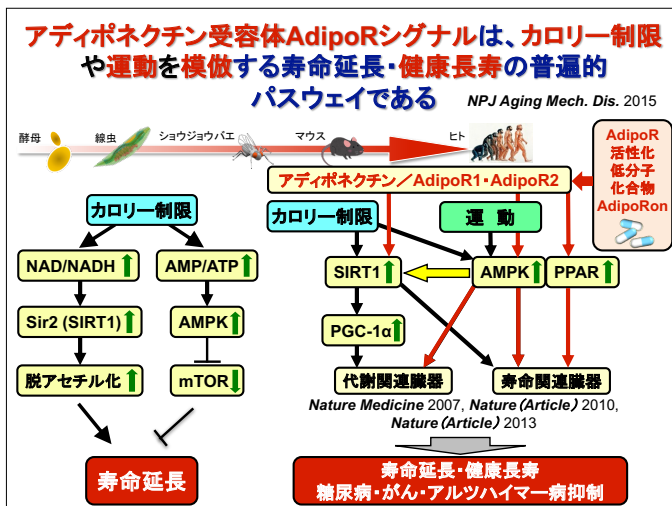 アディポネクチン受容体AdipoRシグナルは、カロリー制限
や運動を模倣する寿命延長・健康長寿の普遍的
パスウェイである
NPJ Aging Mech. Dis. 2015
酵母
線虫
ショウジョウバエ
マウス
ヒト
AdipoR
活性化
低分子
化合物
AdipoRon
アディポネクチン／AdipoR1・AdipoR2
カロリー制限
カロリー制限
運 動
NAD/NADH
AMP/ATP
SIRT1
AMPK
PPAR
Sir2 (SIRT1)
AMPK
PGC-1α
脱アセチル化
mTOR
代謝関連臓器
寿命関連臓器
Nature Medicine 2007, Nature（Article） 2010,
Nature（Article） 2013
寿命延長
寿命延長・健康長寿
糖尿病・がん・アルツハイマー病抑制